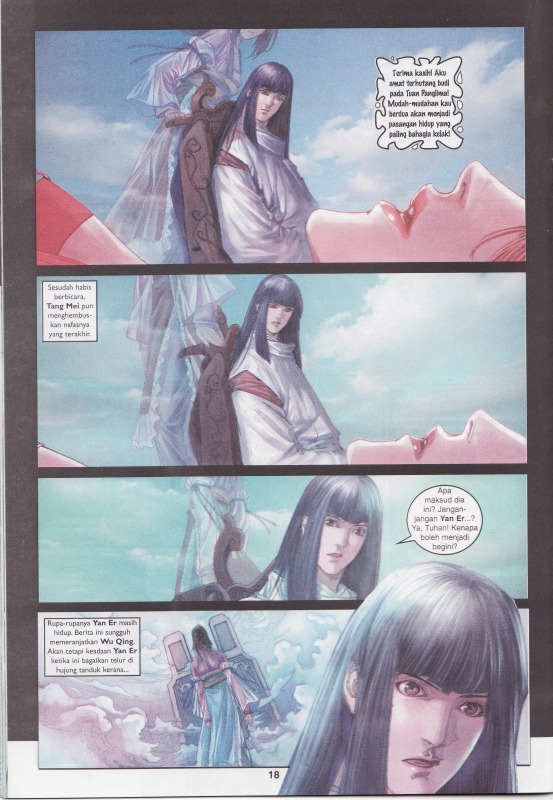 Terima kasih! Aku
amat terhutang budi
pada Tuan Panglima!
Mudah-mudahan kau
berdua akan menjadi
pasangan hidup yang
paling bahagia kelak!
Sesudah habis
berbicara,
Tang Mei pun
menghembus-
kan nafasnya
yang terakhir.
Apa
maksud dia
ini? Jangan-
jangan Yan Er...?
Ya, Tuhan! Kenapa
boleh menjadi
begini?
Rupa-rupanya Yan Er masih
hidup. Berita ini sungguh
memeranjatkan Wu Qing.
Akan tetapi keadaan Yan Er
ketika ini bagaikan telur di
hujung tanduk kerana...
18